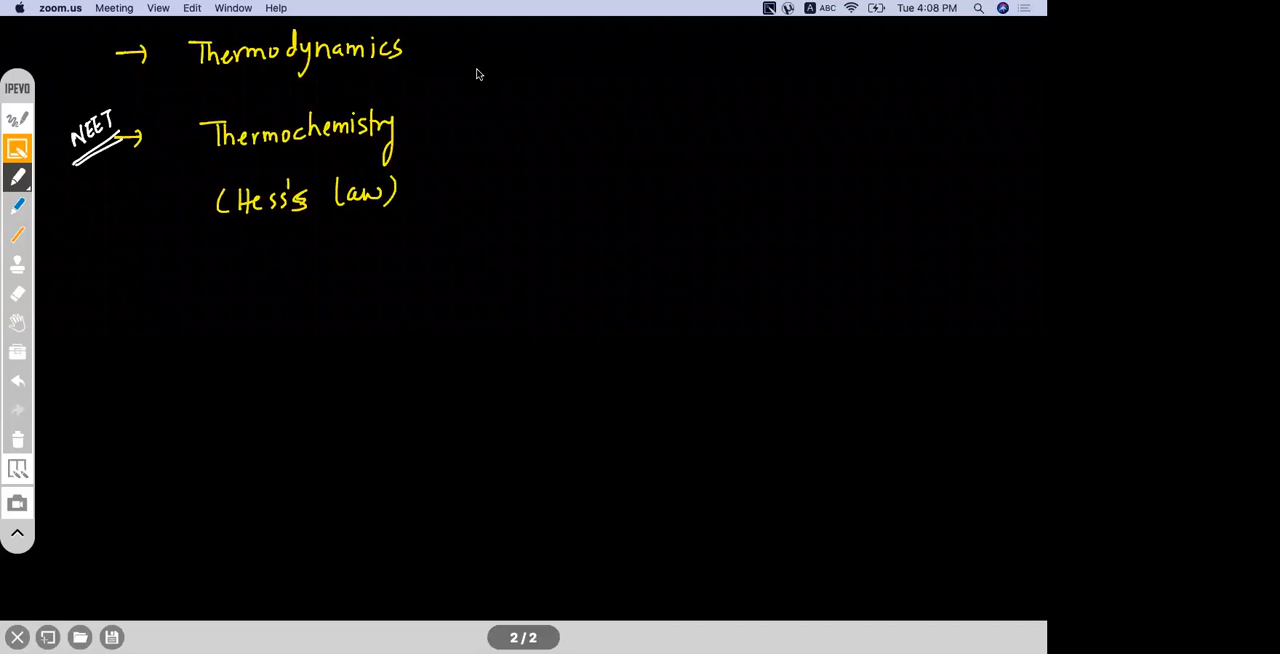 zoom.us Meeting View Edit Window Help A ABC Tue 4:08 PM
→ Thermodynamics
IPEVO
NEET → Thermochemistry
(Hess's law)
2 / 2